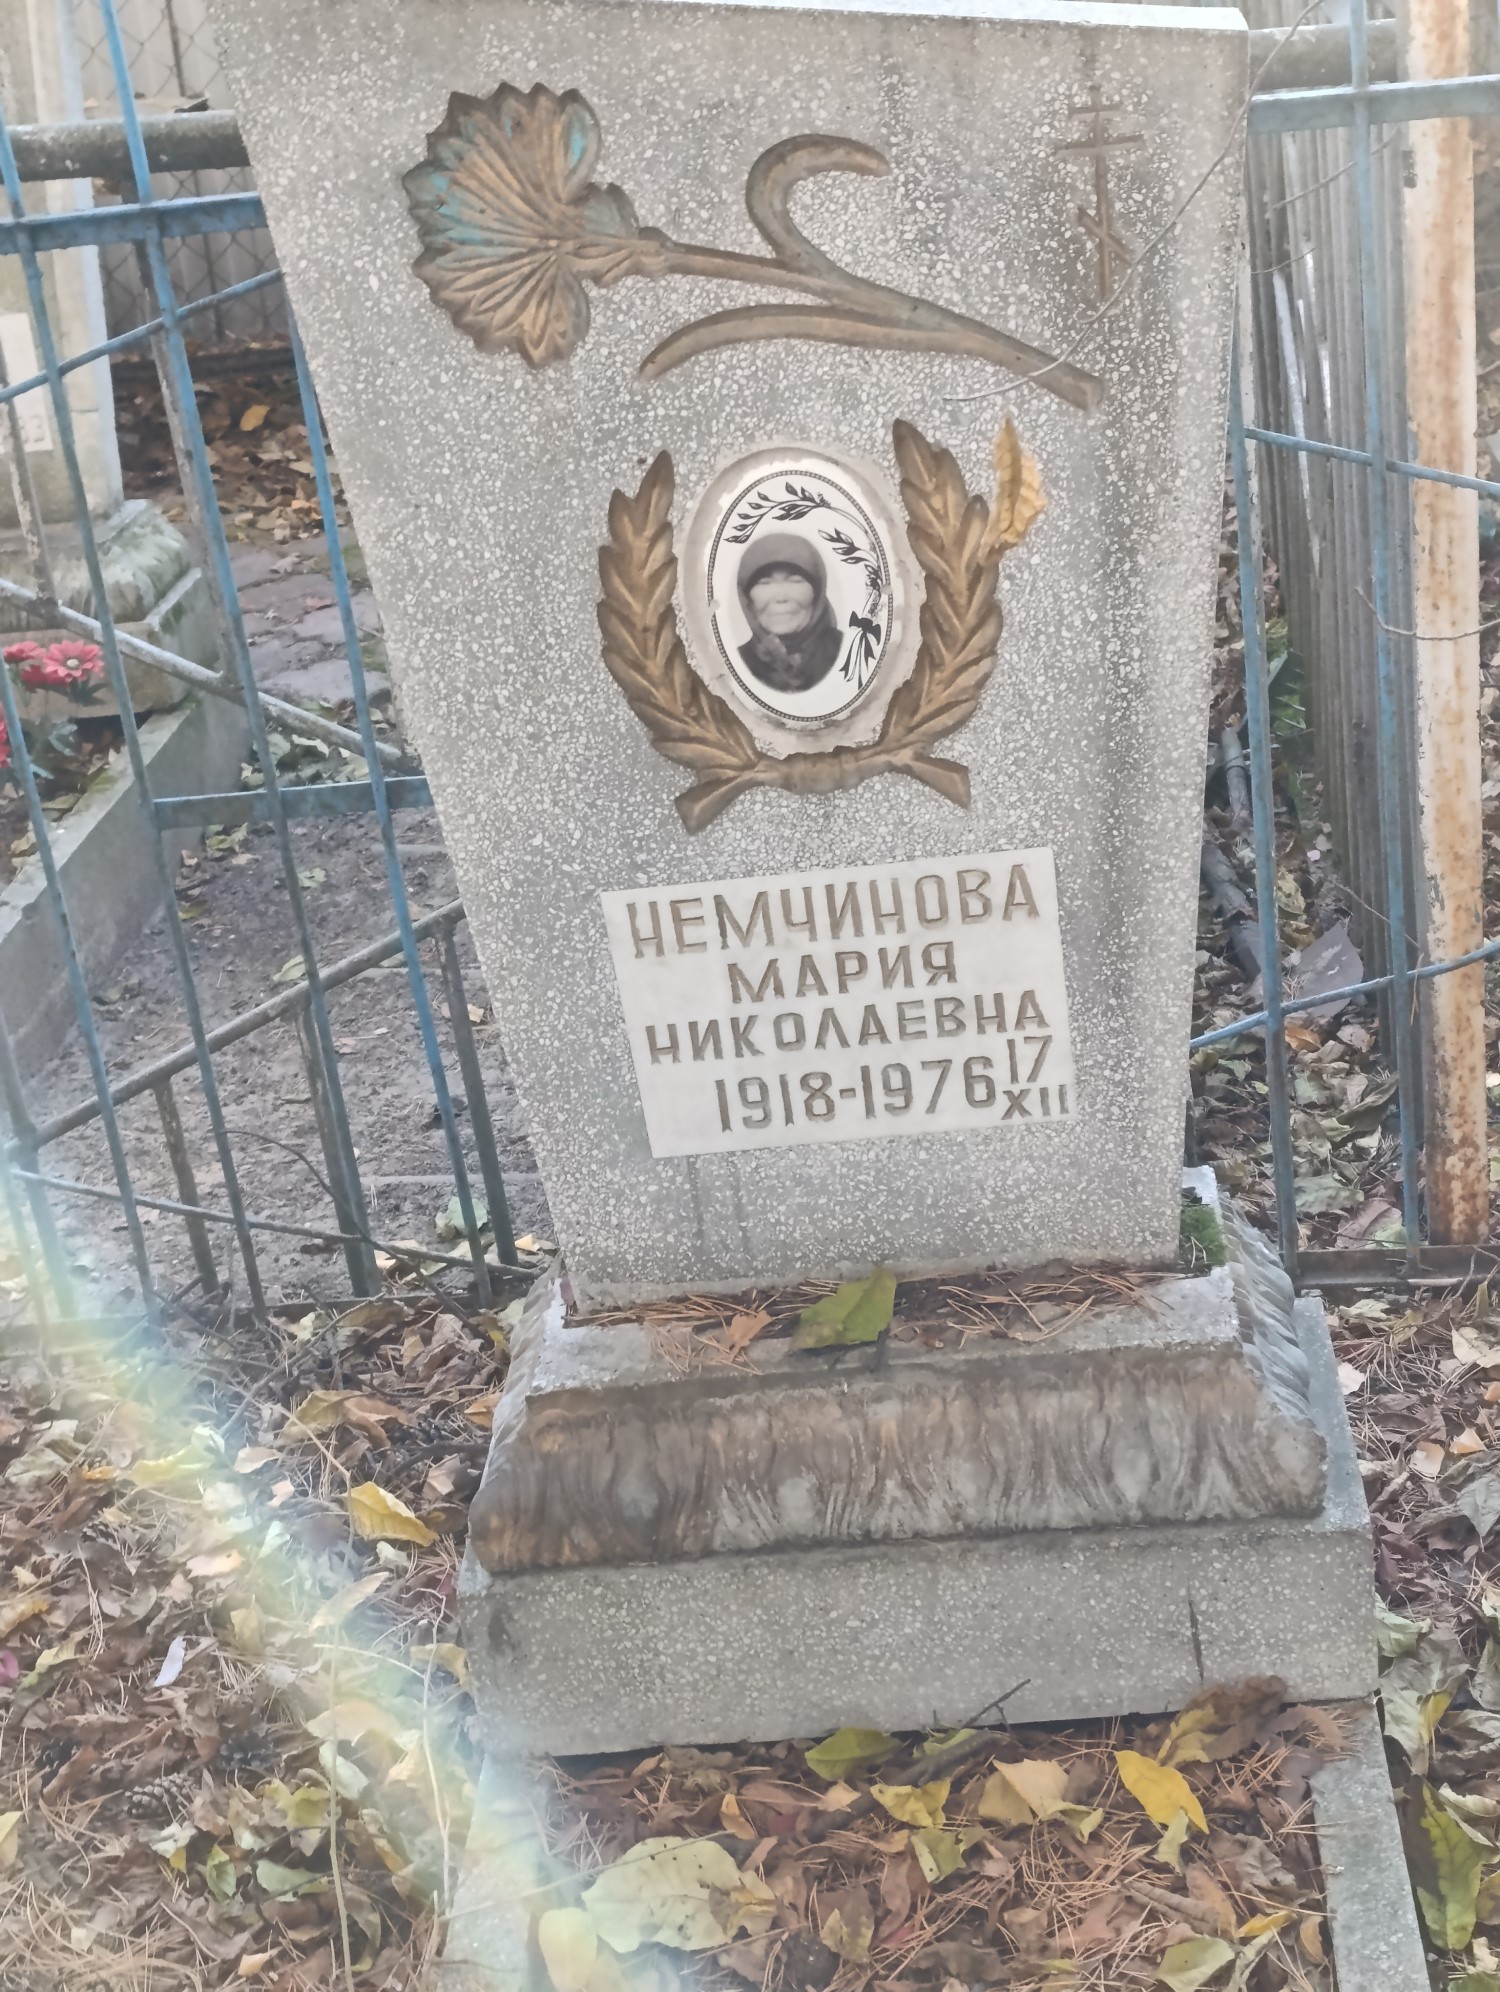 НЕМЧИНОВА
МАРИЯ
НИКОЛАЕВНА
1918-1976 17
XII